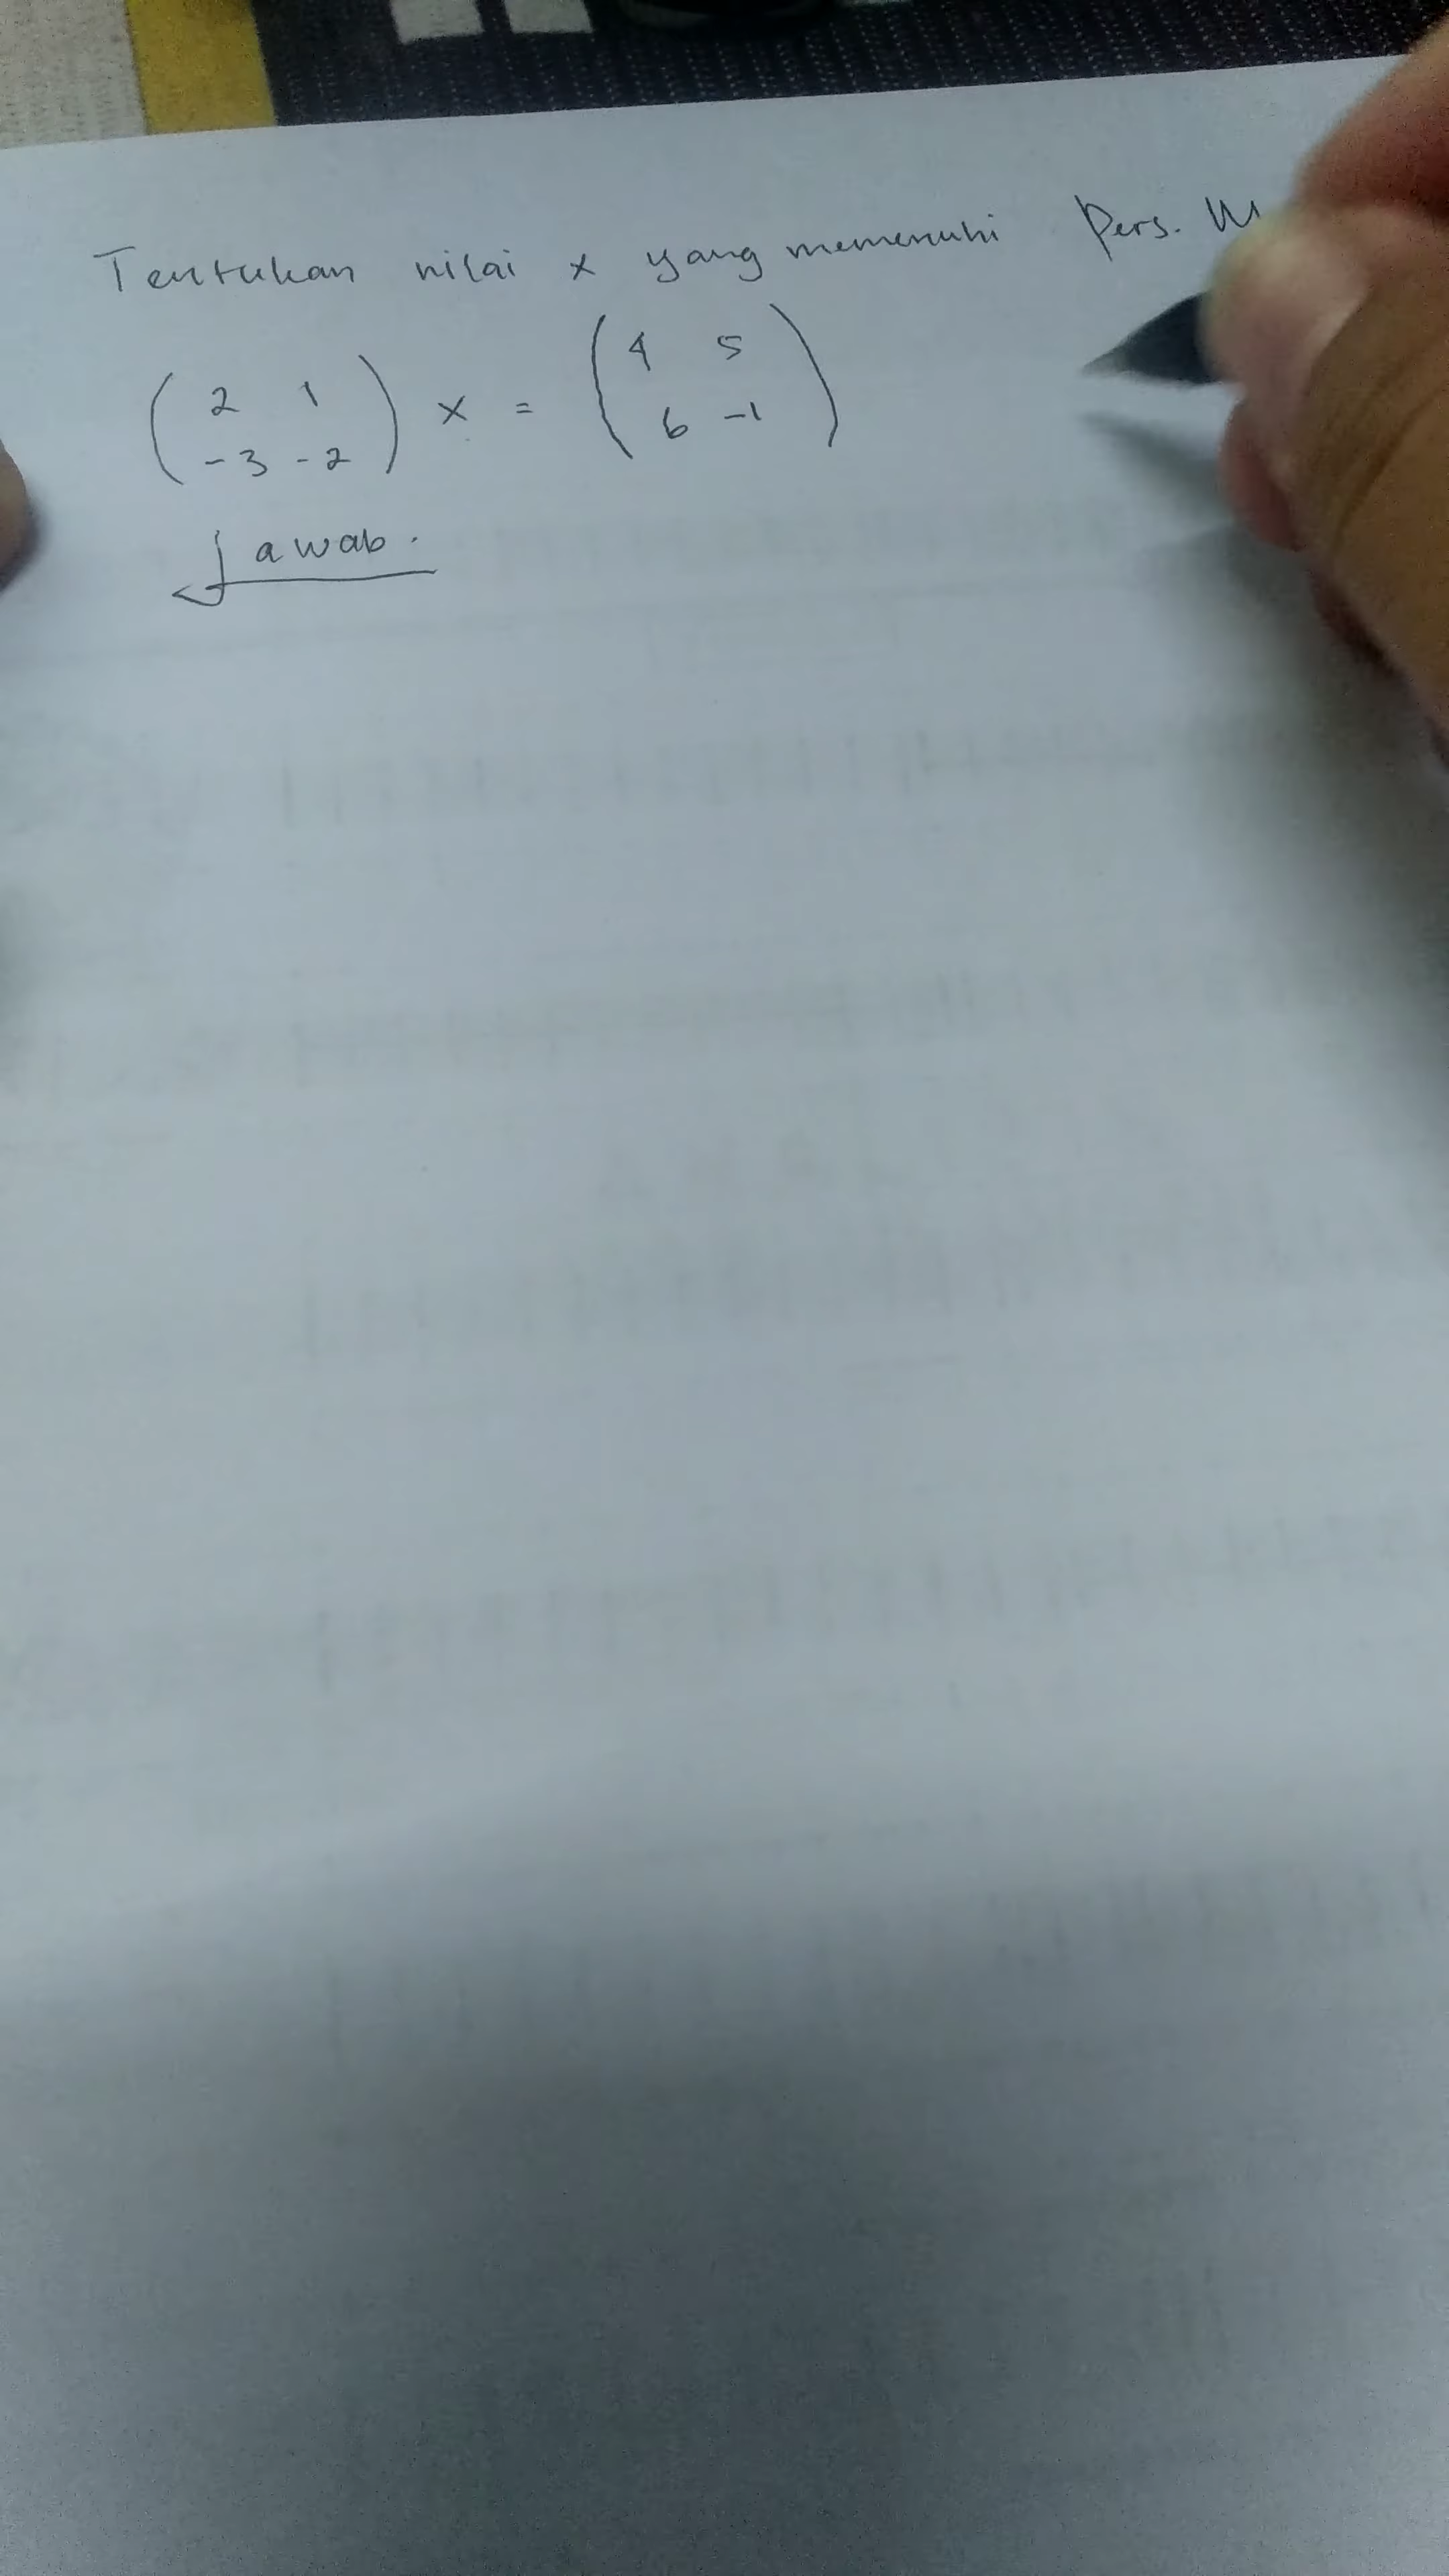 Tentukan nilai x yang memenuhi Pers. M
( 2 1 ) x = ( 4 5 )
( -3 -2 ) ( 6 -1 )
Jawab.